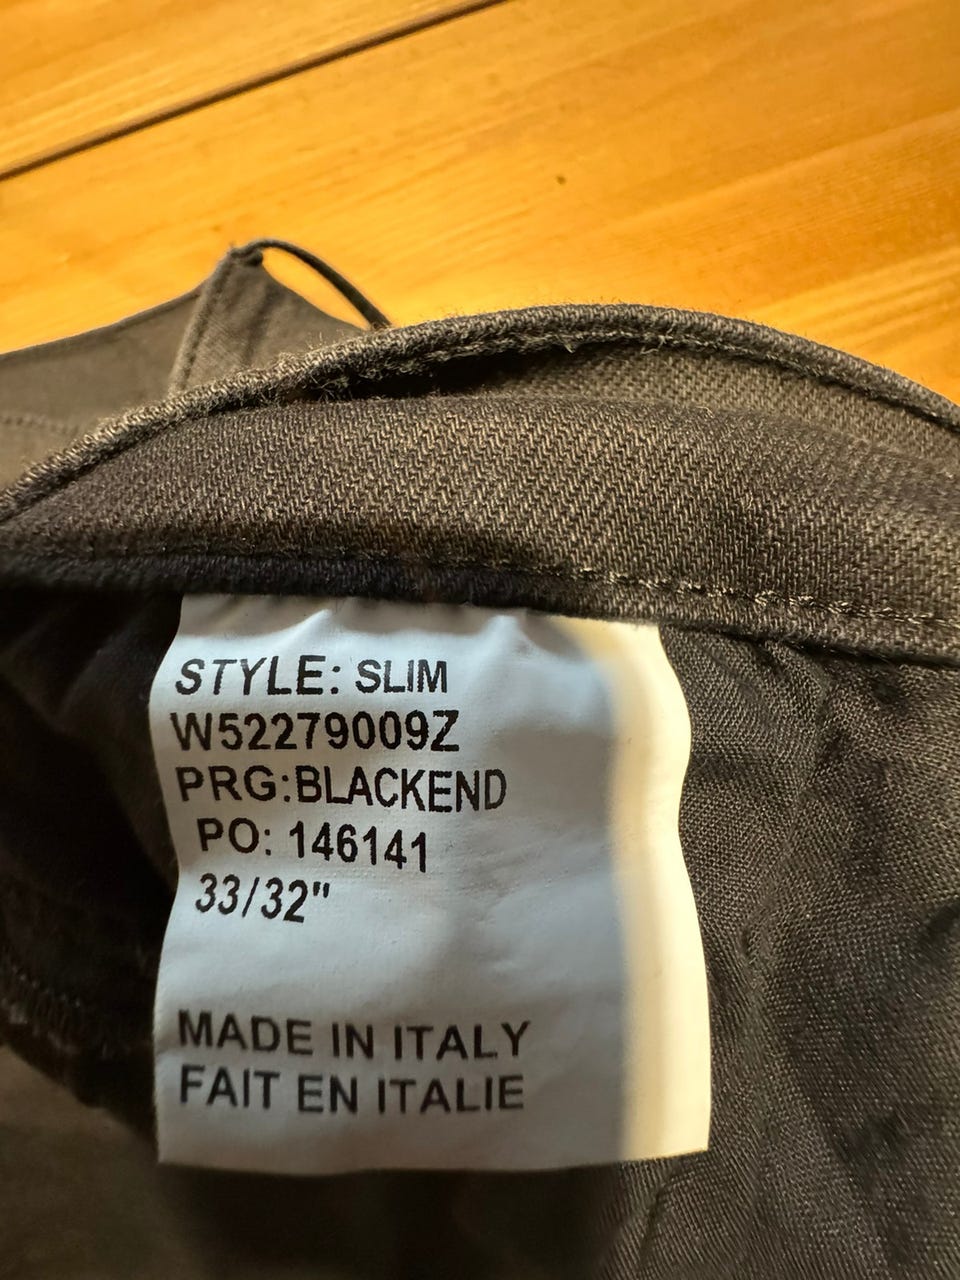 STYLE: SLIM
W52279009Z
PRG:BLACKEND
PO: 146141
33/32"
MADE IN ITALY
FAIT EN ITALIE